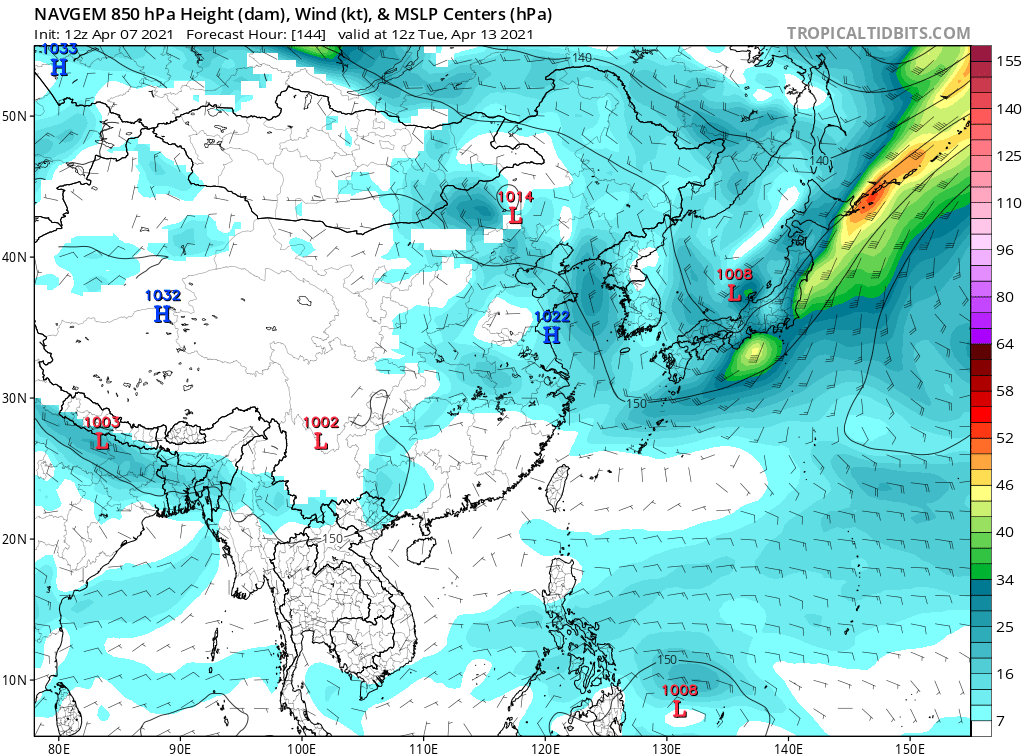 NAVGEM 850 hPa Height (dam), Wind (kt), & MSLP Centers (hPa)
Init: 12z Apr 07 2021 Forecast Hour: [144] valid at 12z Tue, Apr 13 2021
TROPICALTIDBITS.COM
1033
H
140
155
50N
140
140
125
1014
L
110
40N
1008
L
96
1032
H
1022
H
80
64
30N
150
58
1003
L
1002
L
52
46
20N
150
40
34
25
10N
150
1008
L
16
7
80E
90E
100E
110E
120E
130E
140E
150E